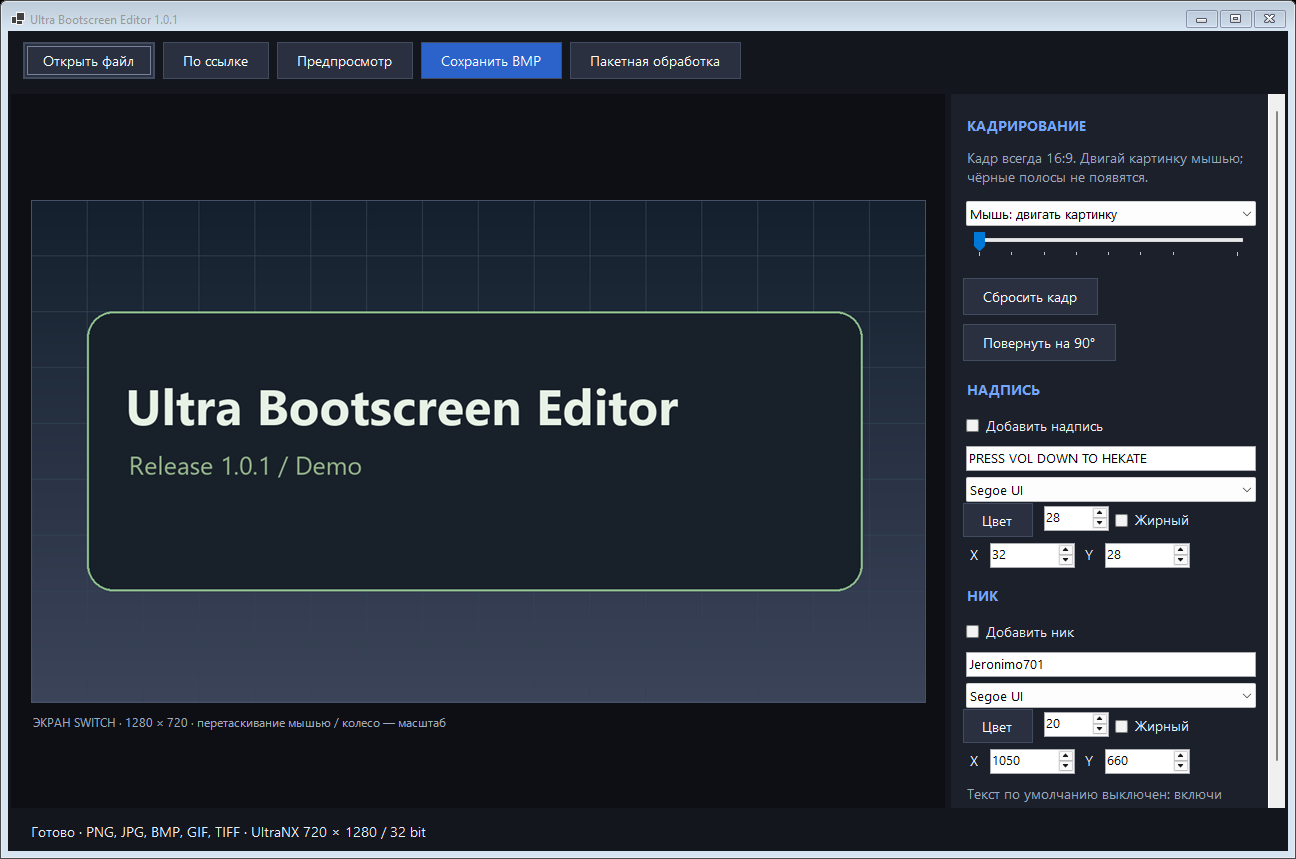 Ultra Bootscreen Editor 1.0.1
Открыть файл
По ссылке
Предпросмотр
Сохранить BMP
Пакетная обработка
Ultra Bootscreen Editor
Release 1.0.1 / Demo
ЭКРАН SWITCH · 1280 × 720 · перетаскивание мышью / колесо — масштаб
КАДРИРОВАНИЕ
Кадр всегда 16:9. Двигай картинку мышью;
чёрные полосы не появятся.
Мышь: двигать картинку
Сбросить кадр
Повернуть на 90°
НАДПИСЬ
Добавить надпись
PRESS VOL DOWN TO HEKATE
Segoe UI
Цвет 28 Жирный
X 32 Y 28
НИК
Добавить ник
Jeronimo701
Segoe UI
Цвет 20 Жирный
X 1050 Y 660
Текст по умолчанию выключен: включи
Готово · PNG, JPG, BMP, GIF, TIFF · UltraNX 720 × 1280 / 32 bit